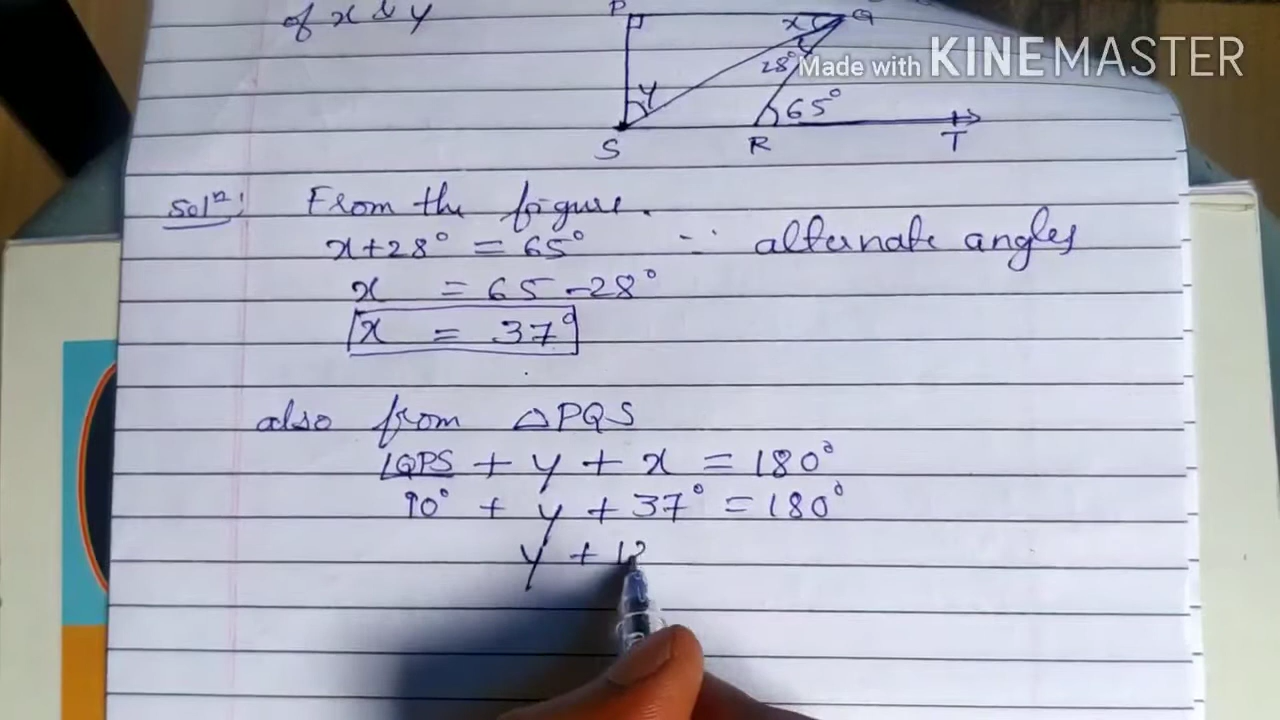 of x & y
P
x
Q
28°
Made with KINEMASTER
y
65°
S
R
T
Solⁿ:
From the figure.
x+28° = 65° ∵ alternate angles
x = 65 -28°
x = 37°
also from △PQS
∠QPS + y + x = 180°
90° + y + 37° = 180°
y + 12